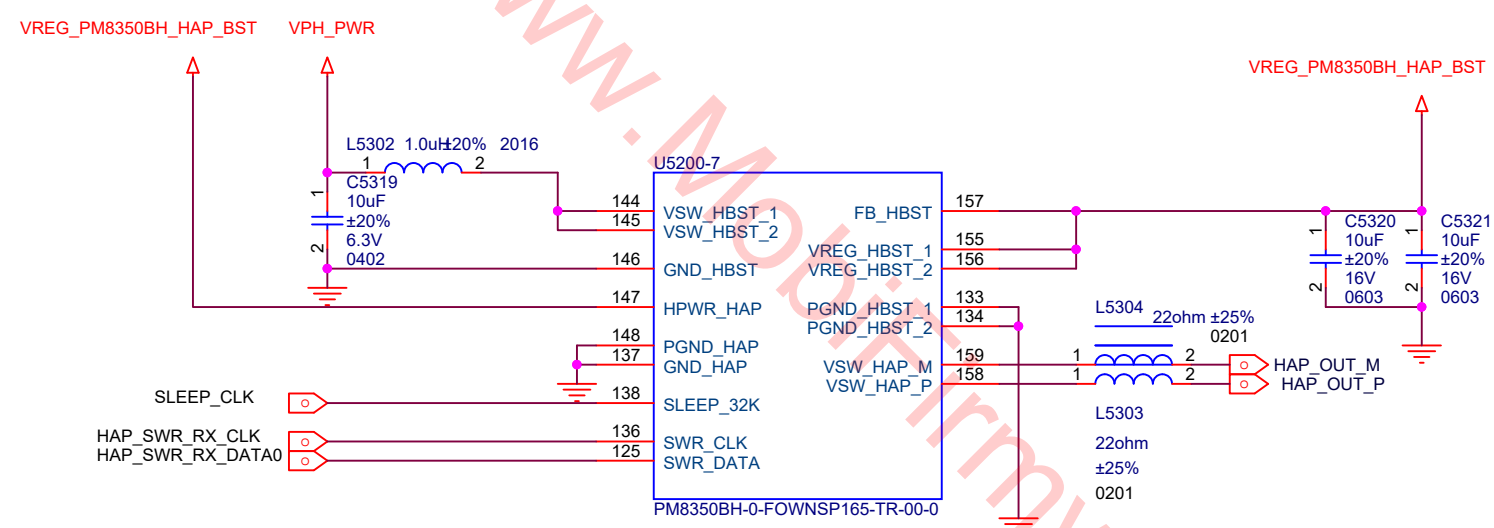 VREG_PM8350BH_HAP_BST
VPH_PWR
VREG_PM8350BH_HAP_BST
www.MobiFirmw
L5302 1.0uH±20% 2016
1
2
C5319
10uF
±20%
6.3V
0402
1
2
U5200-7
144
145
146
147
148
137
138
136
125
VSW_HBST_1
VSW_HBST_2
GND_HBST
HPWR_HAP
PGND_HAP
GND_HAP
SLEEP_32K
SWR_CLK
SWR_DATA
FB_HBST
VREG_HBST_1
VREG_HBST_2
PGND_HBST_1
PGND_HBST_2
VSW_HAP_M
VSW_HAP_P
157
155
156
133
134
159
158
SLEEP_CLK
HAP_SWR_RX_CLK
HAP_SWR_RX_DATA0
C5320
10uF
±20%
16V
0603
1
2
C5321
10uF
±20%
16V
0603
1
2
L5304
22ohm ±25%
0201
1
2
1
2
HAP_OUT_M
HAP_OUT_P
L5303
22ohm
±25%
0201
PM8350BH-0-FOWNSP165-TR-00-0